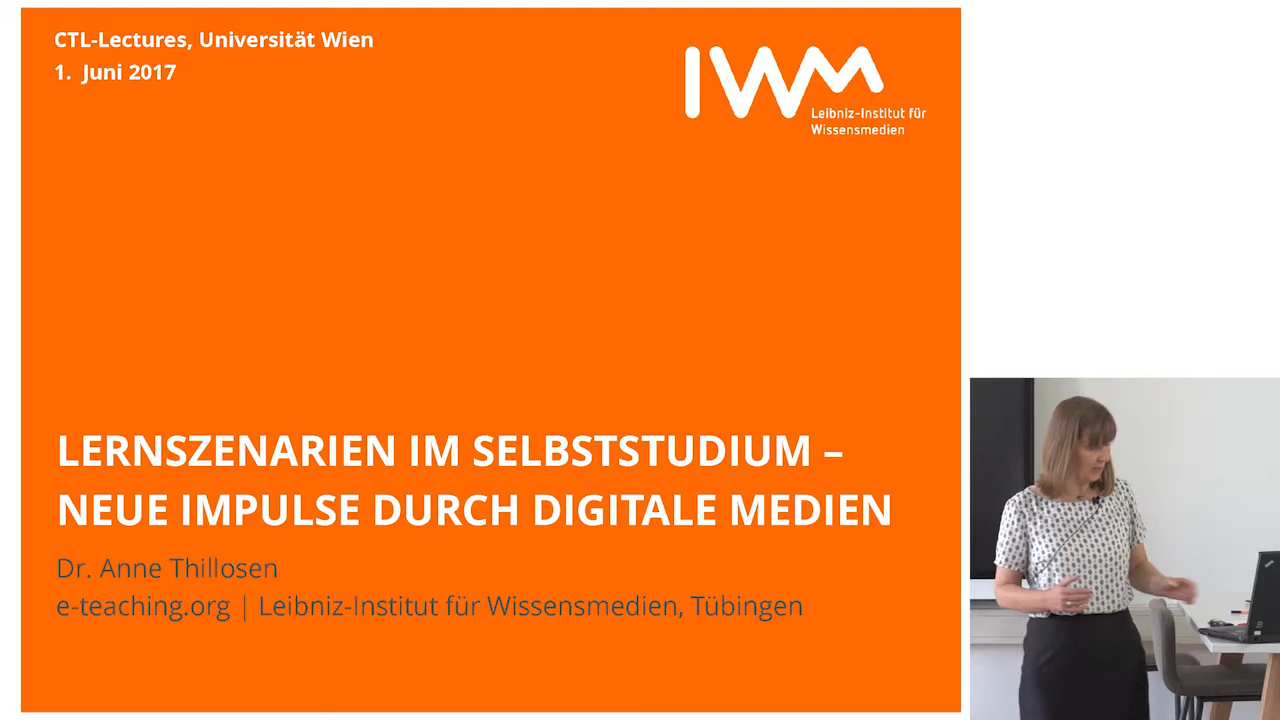 CTL-Lectures, Universität Wien
1. Juni 2017
IWM
Leibniz-Institut für
Wissensmedien
LERNSZENARIEN IM SELBSTSTUDIUM –
NEUE IMPULSE DURCH DIGITALE MEDIEN
Dr. Anne Thillosen
e-teaching.org | Leibniz-Institut für Wissensmedien, Tübingen